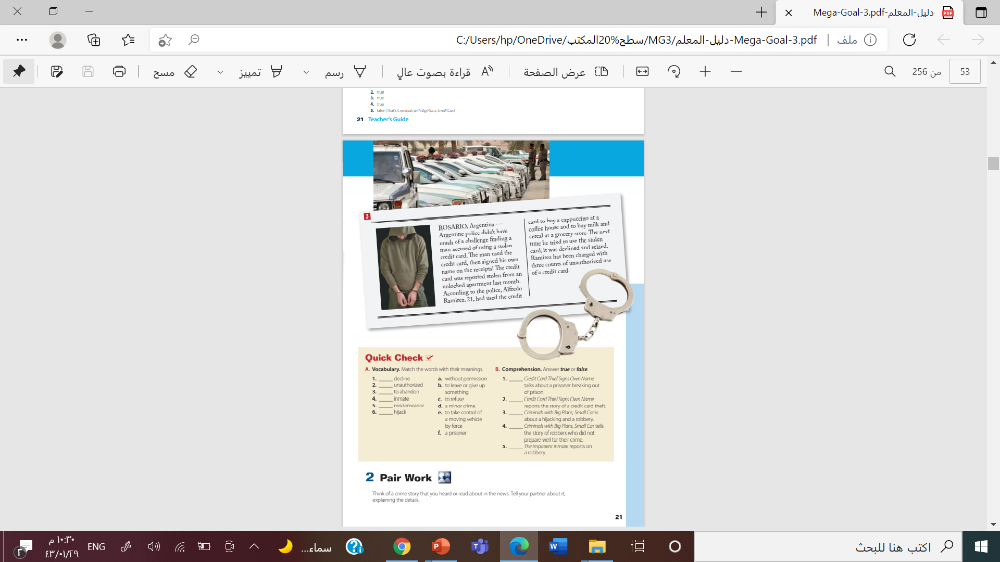 دليل-المعلم-Mega-Goal-3.pdf
ملف
C:/Users/hp/OneDrive/سطح%20المكتب/MG3/دليل-المعلم-Mega-Goal-3.pdf
53
من 256
عرض الصفحة
قراءة بصوت عالٍ
رسم
تمييز
مسح
2. true
3. true
4. true
5. false (That's Criminals with Big Plans, Small Car.)
21 Teacher's Guide
3
ROSARIO, Argentina —
Argentine police didn't have
much of a challenge finding a
man accused of using a stolen
credit card. The man used the
credit card, then signed his own
name on the receipts! The credit
card was reported stolen from an
unlocked apartment last month.
According to the police, Alfredo
Ramirez, 21, had used the credit
card to buy a cappuccino at a
coffee house and to buy milk and
cereal at a grocery store. The next
time he tried to use the stolen
card, it was declined and seized.
Ramirez has been charged with
three counts of unauthorized use
of a credit card.
Quick Check
A. Vocabulary. Match the words with their meanings.
1. _____ decline
2. _____ unauthorized
3. _____ to abandon
4. _____ inmate
5. _____ misdemeanor
6. _____ hijack
a. without permission
b. to leave or give up
something
c. to refuse
d. a minor crime
e. to take control of
a moving vehicle
by force
f. a prisoner
B. Comprehension. Answer true or false.
1. _____ Credit Card Thief Signs Own Name
talks about a prisoner breaking out
of prison.
2. _____ Credit Card Thief Signs Own Name
reports the story of a credit card theft.
3. _____ Criminals with Big Plans, Small Car is
about a hijacking and a robbery.
4. _____ Criminals with Big Plans, Small Car tells
the story of robbers who did not
prepare well for their crime.
5. _____ The Impatient Inmate reports on
a robbery.
2 Pair Work
Think of a crime story that you heard or read about in the news. Tell your partner about it,
explaining the details.
21
اكتب هنا للبحث
سماء...
ENG
١٠:٣٠ م
٤٣/٠١/٢٩
٣